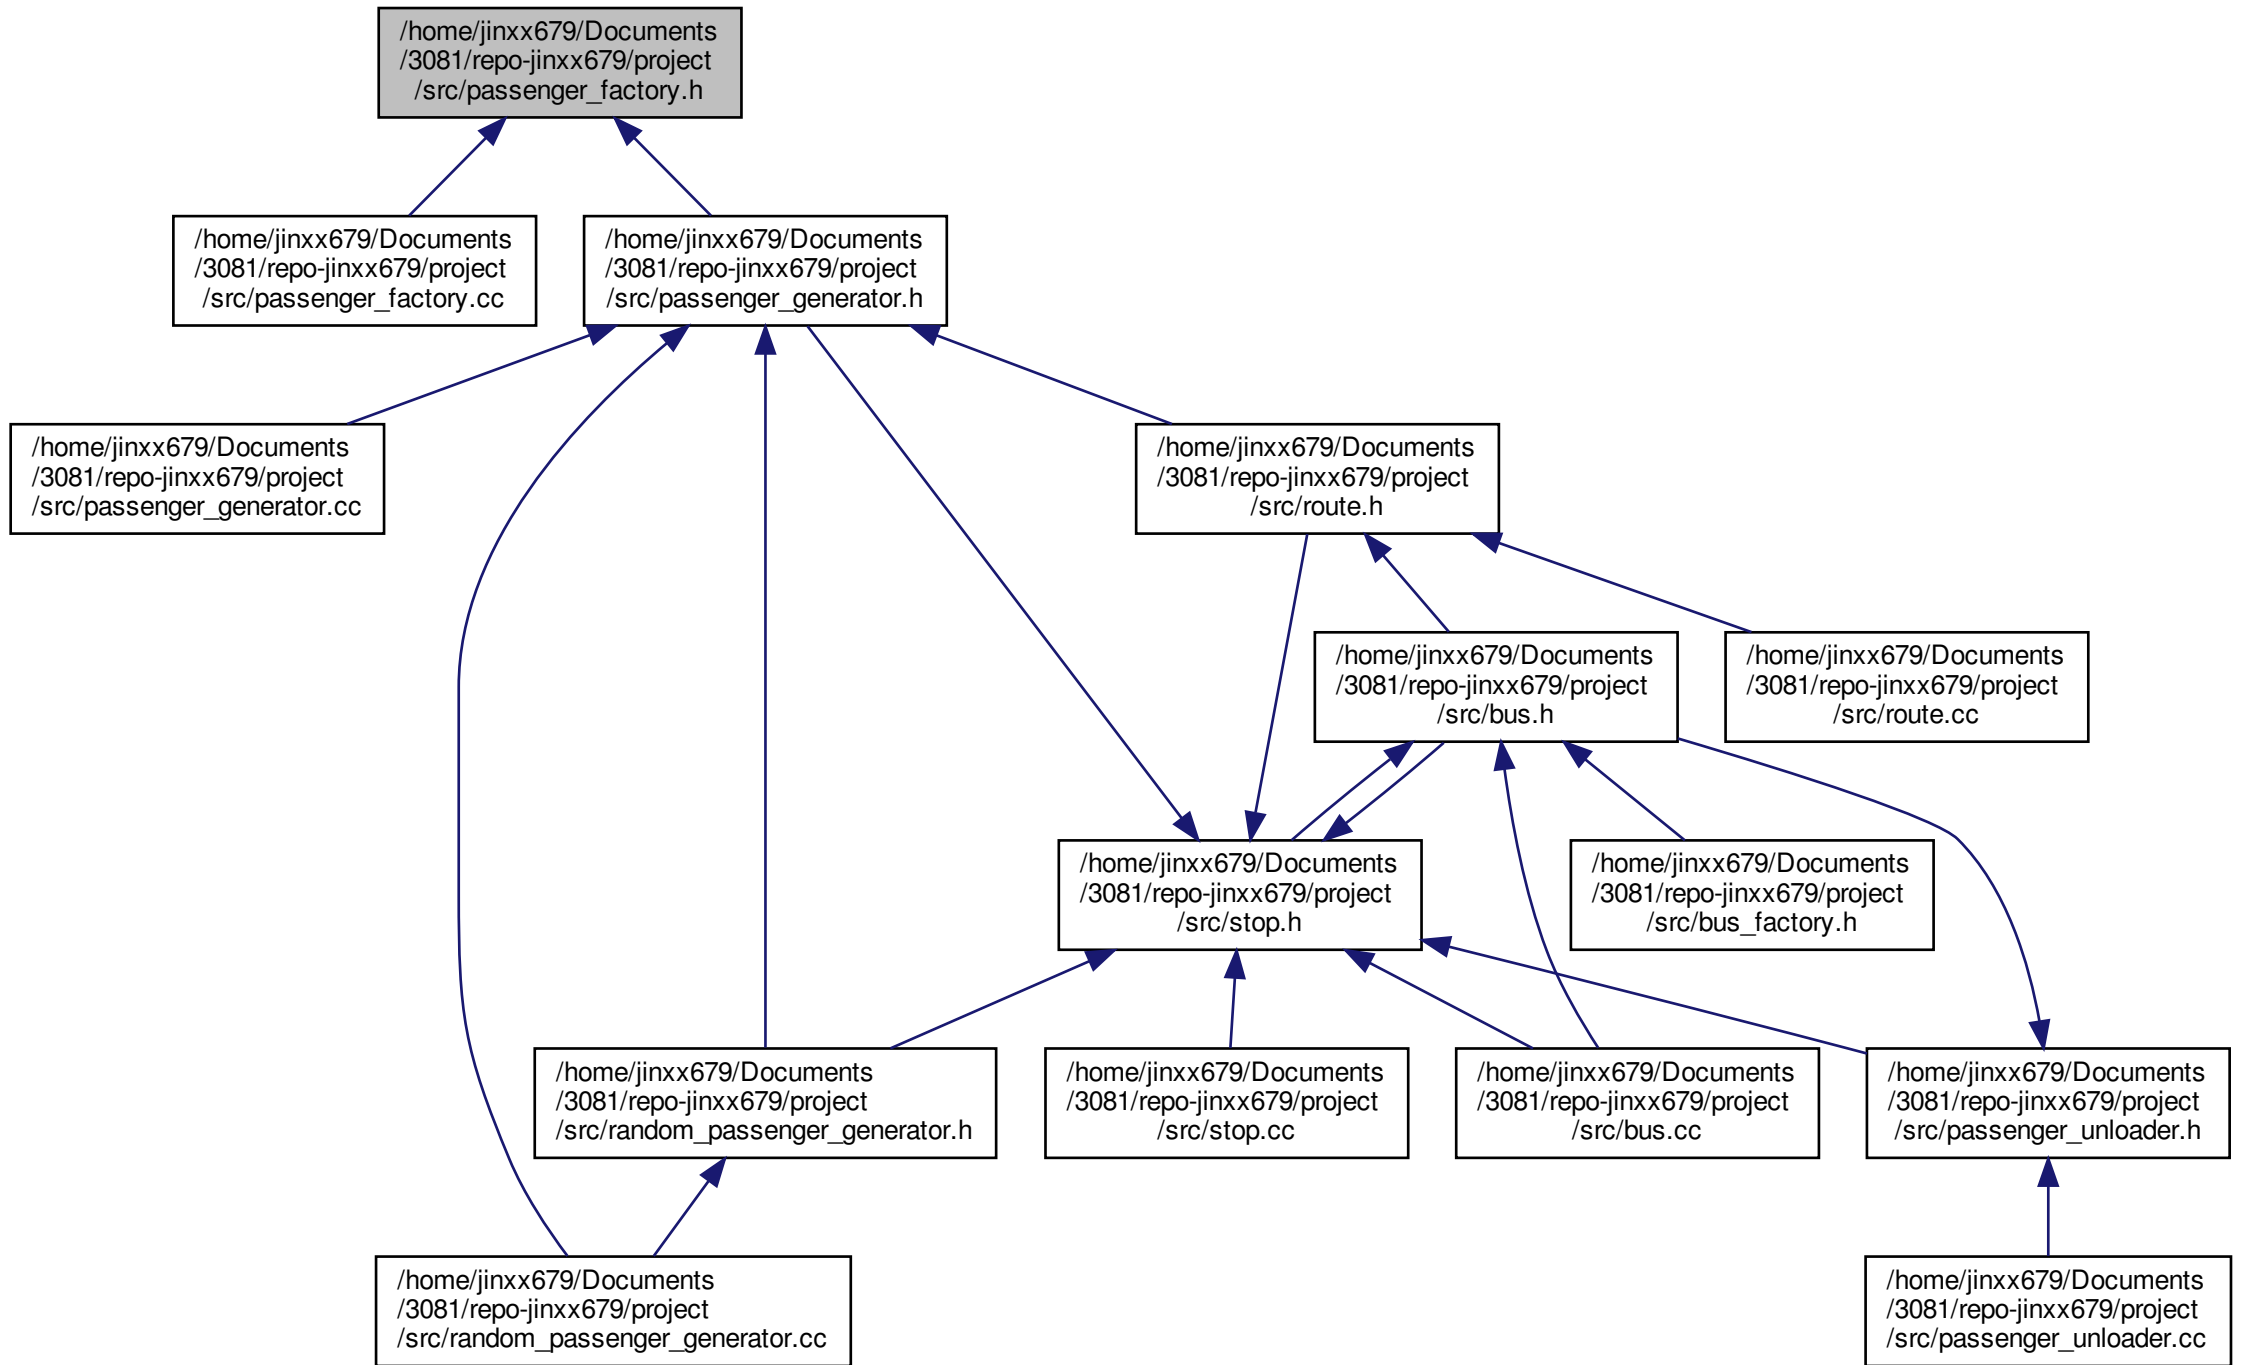 /home/jinxx679/Documents
/3081/repo-jinxx679/project
/src/passenger_factory.h
/home/jinxx679/Documents
/3081/repo-jinxx679/project
/src/passenger_factory.cc
/home/jinxx679/Documents
/3081/repo-jinxx679/project
/src/passenger_generator.h
/home/jinxx679/Documents
/3081/repo-jinxx679/project
/src/passenger_generator.cc
/home/jinxx679/Documents
/3081/repo-jinxx679/project
/src/route.h
/home/jinxx679/Documents
/3081/repo-jinxx679/project
/src/bus.h
/home/jinxx679/Documents
/3081/repo-jinxx679/project
/src/route.cc
/home/jinxx679/Documents
/3081/repo-jinxx679/project
/src/stop.h
/home/jinxx679/Documents
/3081/repo-jinxx679/project
/src/bus_factory.h
/home/jinxx679/Documents
/3081/repo-jinxx679/project
/src/random_passenger_generator.h
/home/jinxx679/Documents
/3081/repo-jinxx679/project
/src/stop.cc
/home/jinxx679/Documents
/3081/repo-jinxx679/project
/src/bus.cc
/home/jinxx679/Documents
/3081/repo-jinxx679/project
/src/passenger_unloader.h
/home/jinxx679/Documents
/3081/repo-jinxx679/project
/src/random_passenger_generator.cc
/home/jinxx679/Documents
/3081/repo-jinxx679/project
/src/passenger_unloader.cc